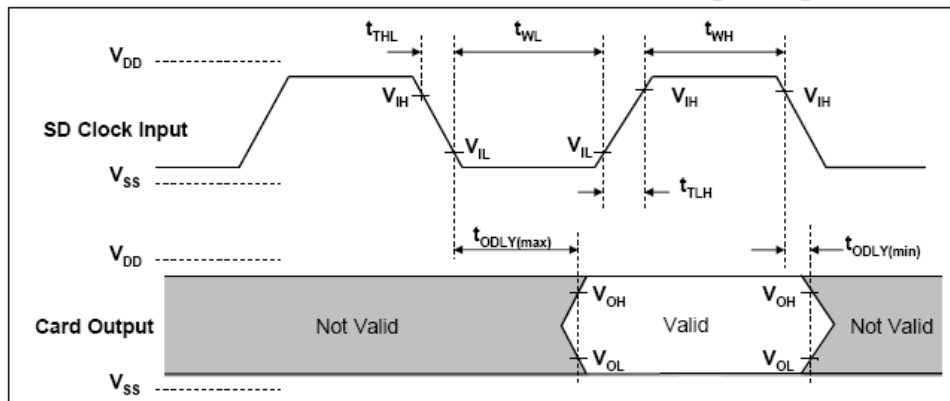 tTHL tWL tWH
VDD
VIH VIH VIH
SD Clock Input
VIL VIL
VSS
tTLH
tODLY(max) tODLY(min)
VDD
VOH VOH
Card Output Not Valid Valid Not Valid
VOL VOL
VSS